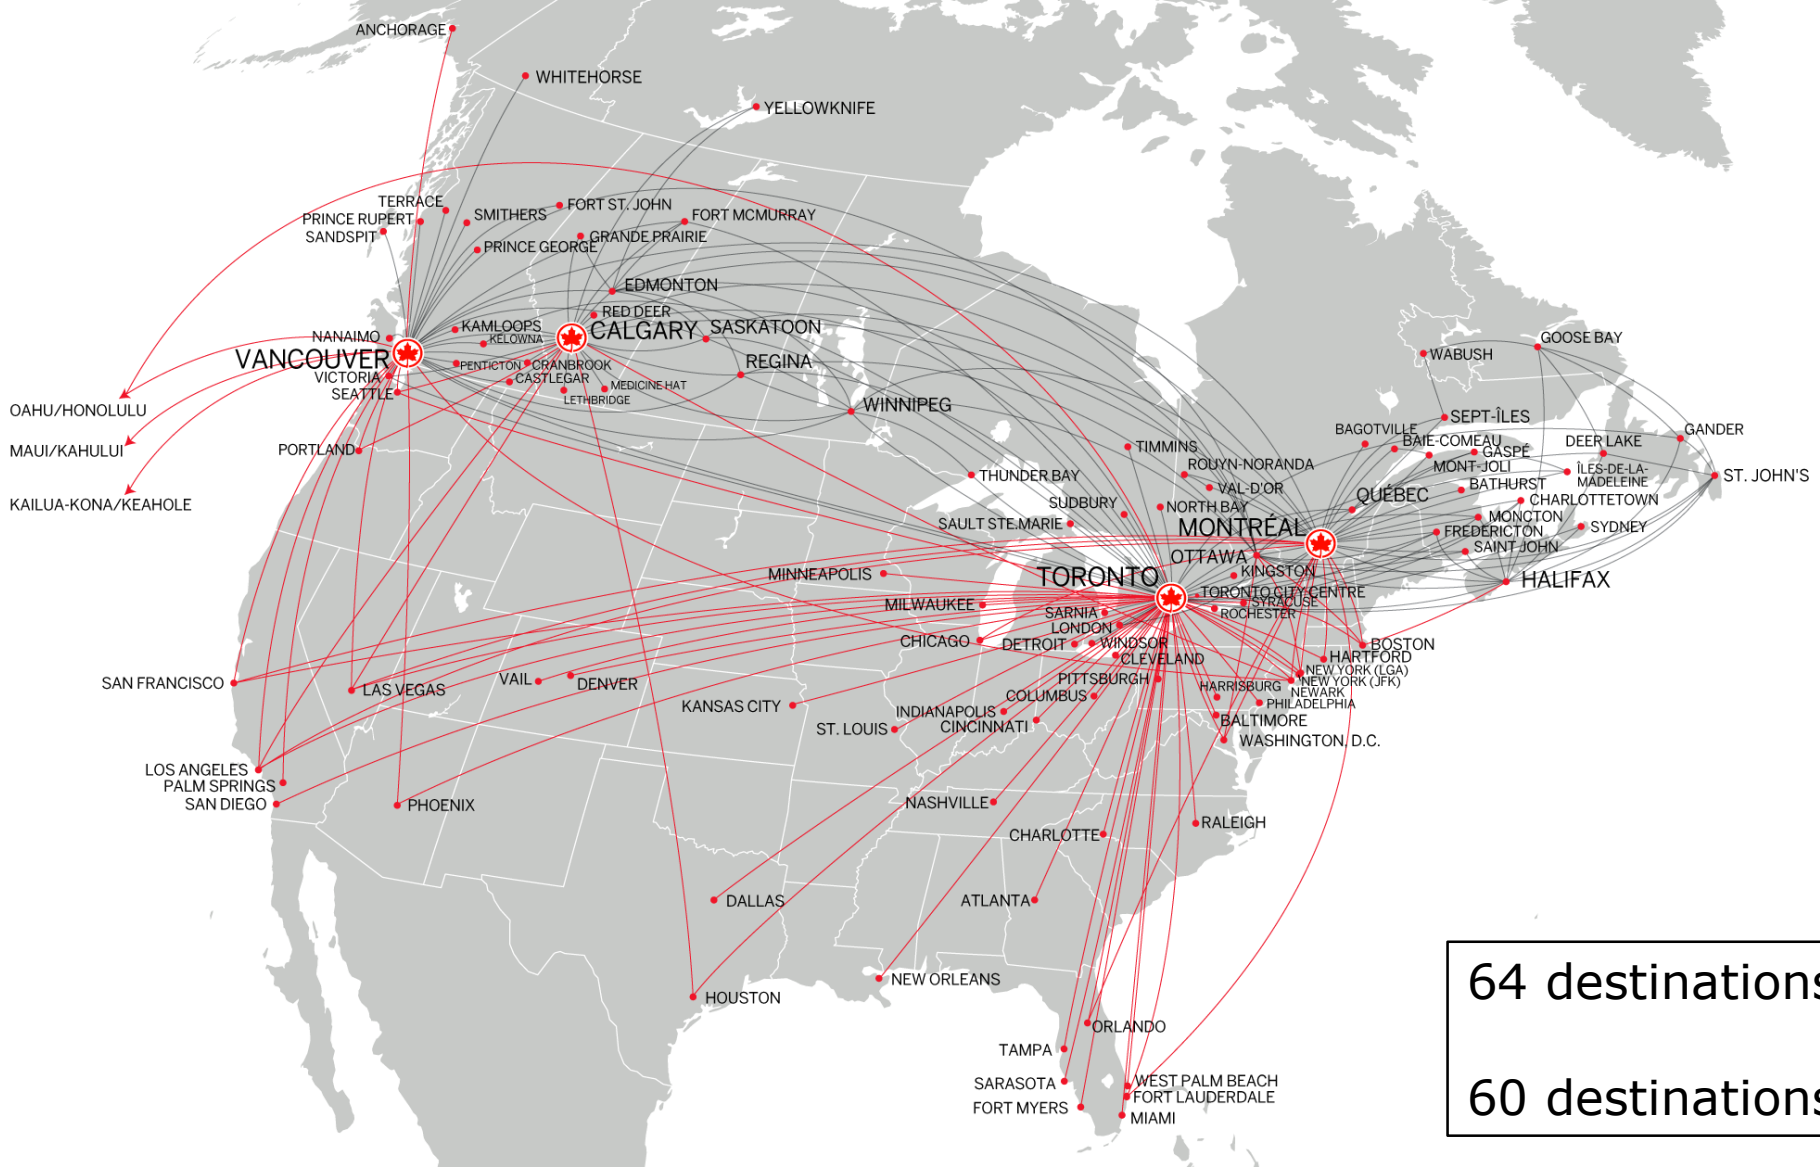 ANCHORAGE
WHITEHORSE
YELLOWKNIFE
TERRACE
PRINCE RUPERT
SANDSPIT
SMITHERS
FORT ST. JOHN
FORT MCMURRAY
GRANDE PRAIRIE
PRINCE GEORGE
EDMONTON
RED DEER
NANAIMO
KAMLOOPS
KELOWNA
CALGARY
SASKATOON
VANCOUVER
PENTICTON
CRANBROOK
REGINA
VICTORIA
CASTLEGAR
MEDICINE HAT
SEATTLE
LETHBRIDGE
WINNIPEG
OAHU/HONOLULU
MAUI/KAHULUI
PORTLAND
KAILUA-KONA/KEAHOLE
GOOSE BAY
WABUSH
SEPT-ÎLES
BAGOTVILLE
BAIE-COMEAU
DEER LAKE
GANDER
TIMMINS
GASPÉ
MONT-JOLI
ROUYN-NORANDA
ÎLES-DE-LA-
MADELEINE
ST. JOHN'S
THUNDER BAY
VAL-D'OR
BATHURST
QUÉBEC
CHARLOTTETOWN
SUDBURY
NORTH BAY
MONCTON
SAULT STE.MARIE
MONTRÉAL
FREDERICTON
SYDNEY
SAINT JOHN
OTTAWA
KINGSTON
HALIFAX
MINNEAPOLIS
TORONTO
TORONTO CITY CENTRE
SYRACUSE
MILWAUKEE
SARNIA
ROCHESTER
LONDON
CHICAGO
DETROIT
WINDSOR
BOSTON
CLEVELAND
HARTFORD
NEW YORK (LGA)
SAN FRANCISCO
LAS VEGAS
VAIL
DENVER
PITTSBURGH
NEW YORK (JFK)
HARRISBURG
NEWARK
COLUMBUS
KANSAS CITY
PHILADELPHIA
INDIANAPOLIS
BALTIMORE
ST. LOUIS
CINCINNATI
WASHINGTON, D.C.
LOS ANGELES
PALM SPRINGS
SAN DIEGO
PHOENIX
NASHVILLE
RALEIGH
CHARLOTTE
DALLAS
ATLANTA
NEW ORLEANS
HOUSTON
ORLANDO
TAMPA
SARASOTA
WEST PALM BEACH
FORT LAUDERDALE
FORT MYERS
MIAMI
64 destinations
60 destinations